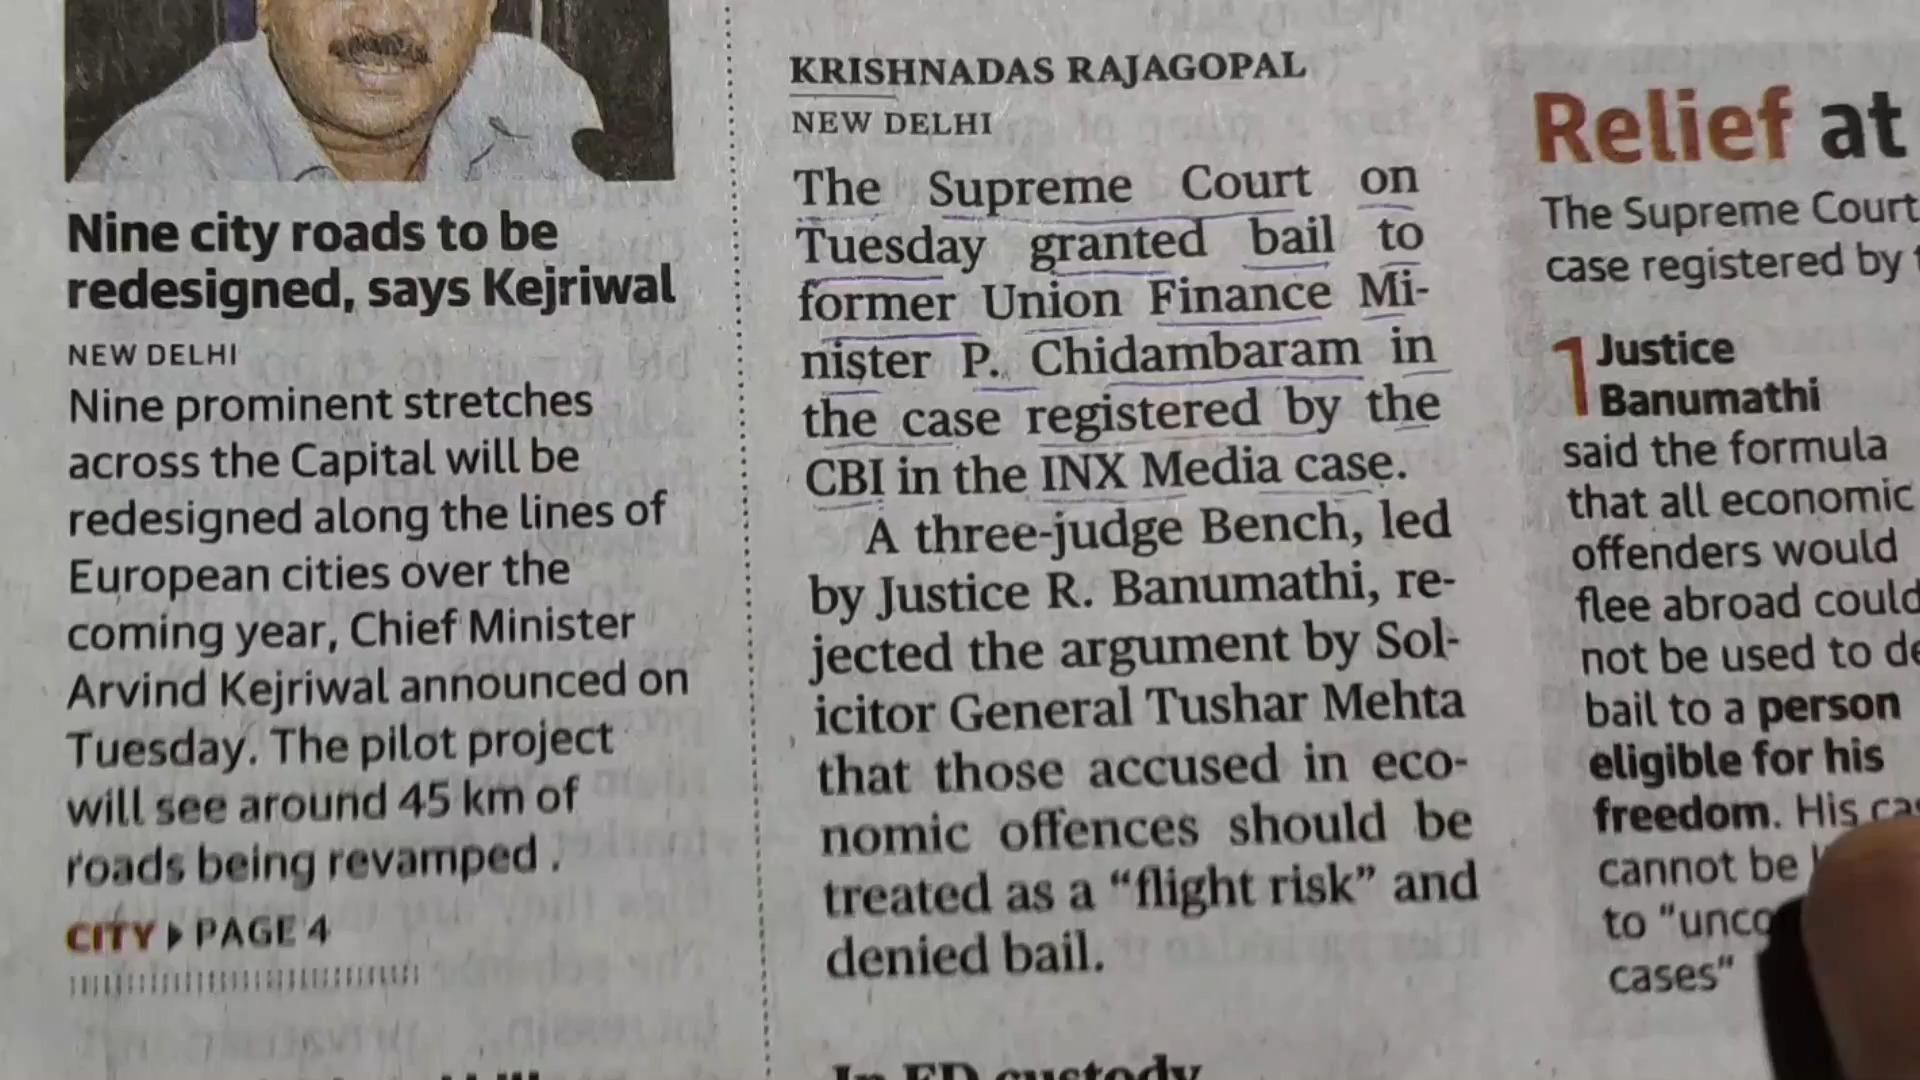 Nine city roads to be
redesigned, says Kejriwal
NEW DELHI
Nine prominent stretches
across the Capital will be
redesigned along the lines of
European cities over the
coming year, Chief Minister
Arvind Kejriwal announced on
Tuesday. The pilot project
will see around 45 km of
roads being revamped .
CITY PAGE 4
KRISHNADAS RAJAGOPAL
NEW DELHI
The Supreme Court on
Tuesday granted bail to
former Union Finance Mi-
nister P. Chidambaram in
the case registered by the
CBI in the INX Media case.
A three-judge Bench, led
by Justice R. Banumathi, re-
jected the argument by Sol-
icitor General Tushar Mehta
that those accused in eco-
nomic offences should be
treated as a “flight risk” and
denied bail.
In ED custody
Relief at
The Supreme Court
case registered by
1 Justice
Banumathi
said the formula
that all economic
offenders would
flee abroad could
not be used to de
bail to a person
eligible for his
freedom. His
cannot be
to "unco
cases"